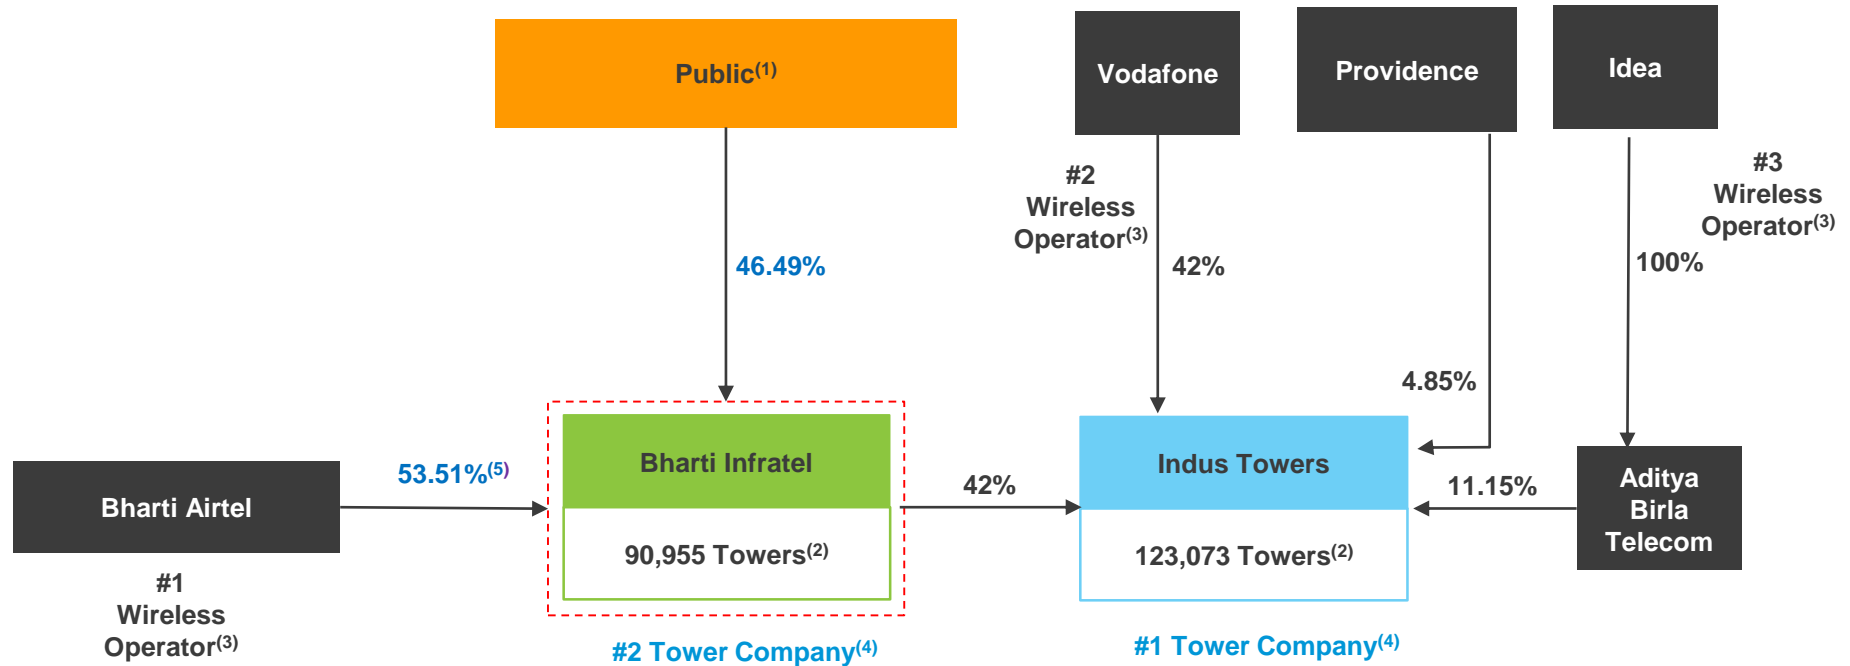 Public(1)
Vodafone
Providence
Idea
#2
Wireless
Operator(3)
#3
Wireless
Operator(3)
46.49%
42%
100%
4.85%
Bharti Airtel
#1
Wireless
Operator(3)
53.51%(5)
Bharti Infratel
90,955 Towers(2)
#2 Tower Company(4)
42%
Indus Towers
123,073 Towers(2)
#1 Tower Company(4)
11.15%
Aditya
Birla
Telecom